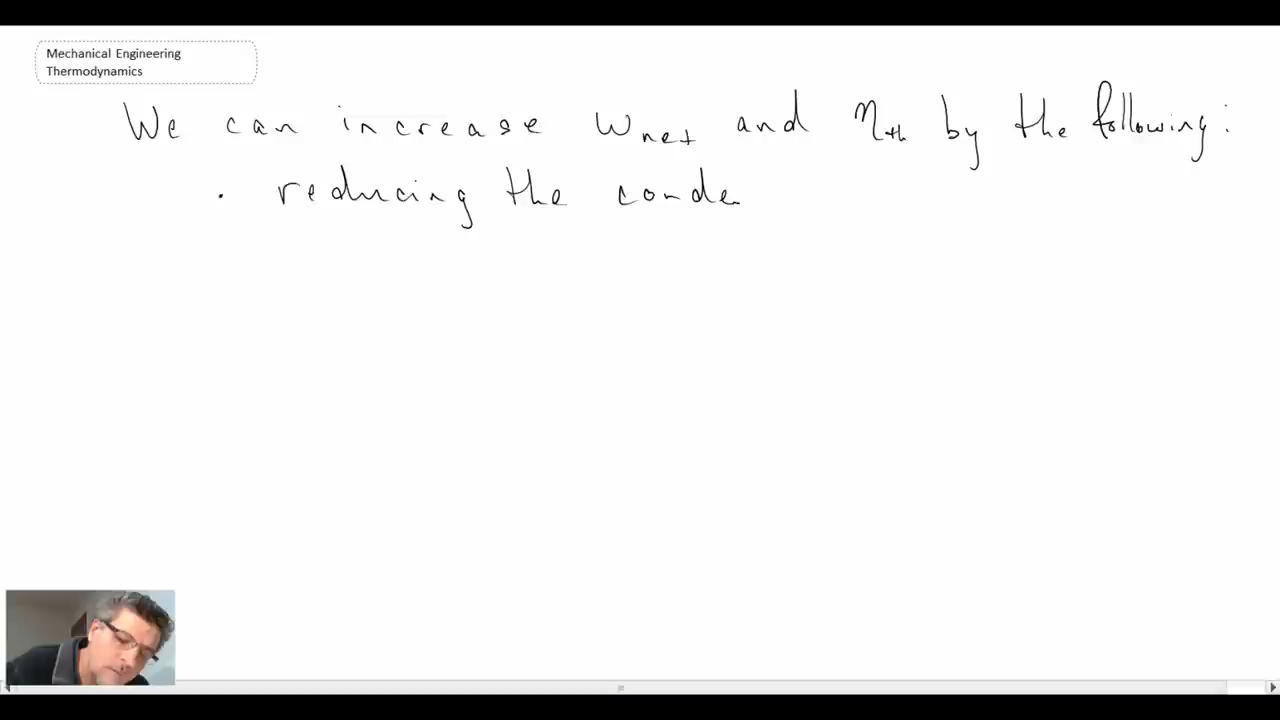 Mechanical Engineering
Thermodynamics
We can increase wnet and ηth by the following:
· reducing the conde